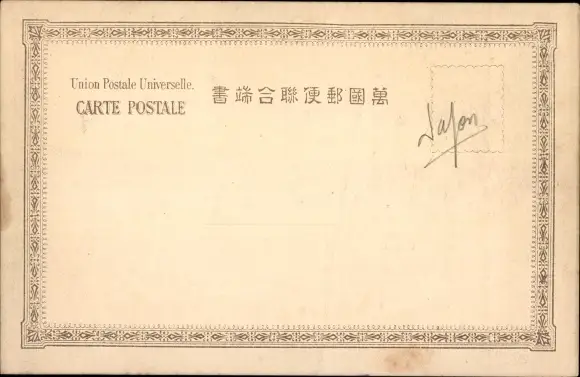 Union Postale Universelle.
CARTE POSTALE
萬國郵便聯合端書
Japon